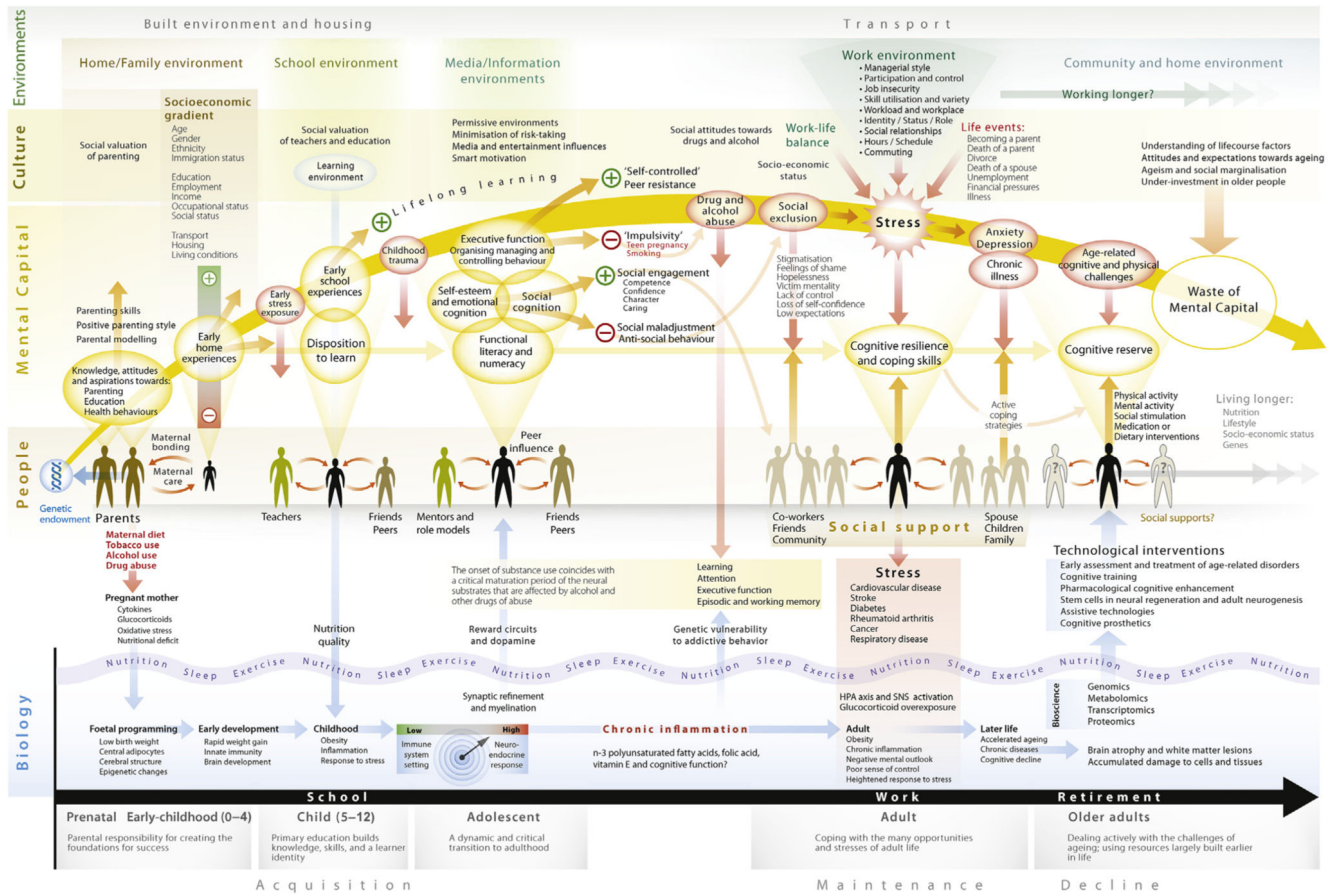 Built environment and housing
Transport
Environments
Home/Family environment
School environment
Media/Information
environments
Work environment
• Managerial style
• Participation and control
• Job insecurity
• Skill utilisation and variety
• Workload and workplace
• Identity / Status / Role
• Social relationships
• Hours / Schedule
• Commuting
Community and home environment
Working longer?
Culture
Social valuation
of parenting
Socioeconomic
gradient
Age
Gender
Ethnicity
Immigration status
Education
Employment
Income
Occupational status
Social status
Transport
Housing
Living conditions
Social valuation
of teachers and education
Learning
environment
Permissive environments
Minimisation of risk-taking
Media and entertainment influences
Smart motivation
Social attitudes towards
drugs and alcohol
Work-life
balance
Socio-economic
status
Life events:
Becoming a parent
Death of a parent
Divorce
Death of a spouse
Unemployment
Financial pressures
Illness
Understanding of lifecourse factors
Attitudes and expectations towards ageing
Ageism and social marginalisation
Under-investment in older people
Mental Capital
Lifelong learning
'Self-controlled'
Peer resistance
'Impulsivity'
Teen pregnancy
Smoking
Social engagement
Competence
Confidence
Character
Caring
Social maladjustment
Anti-social behaviour
Parenting skills
Positive parenting style
Parental modelling
Knowledge, attitudes
and aspirations towards:
Parenting
Education
Health behaviours
Early home
experiences
Early
stress
exposure
Early
school
experiences
Disposition
to learn
Childhood
trauma
Executive function
Organising managing and
controlling behaviour
Self-esteem
and emotional
cognition
Social
cognition
Functional
literacy and
numeracy
Drug and
alcohol
abuse
Social
exclusion
Stigmatisation
Feelings of shame
Hopelessness
Victim mentality
Lack of control
Loss of self-confidence
Low expectations
Stress
Anxiety
Depression
Chronic
illness
Age-related
cognitive and physical
challenges
Waste of
Mental Capital
Cognitive resilience
and coping skills
Cognitive reserve
Active
coping
strategies
Physical activity
Mental activity
Social stimulation
Medication or
Dietary interventions
Living longer:
Nutrition
Lifestyle
Socio-economic status
Genes
People
Genetic
endowment
Maternal
bonding
Maternal
care
Parents
Teachers
Friends
Peers
Peer
influence
Mentors and
role models
Friends
Peers
Co-workers
Friends
Community
Social support
Spouse
Children
Family
?
?
Social supports?
Maternal diet
Tobacco use
Alcohol use
Drug abuse
Pregnant mother
Cytokines
Glucocorticoids
Oxidative stress
Nutritional deficit
Nutrition
quality
The onset of substance use coincides with
a critical maturation period of the neural
substrates that are affected by alcohol and
other drugs of abuse
Reward circuits
and dopamine
Learning
Attention
Executive function
Episodic and working memory
Genetic vulnerability
to addictive behavior
Stress
Cardiovascular disease
Stroke
Diabetes
Rheumatoid arthritis
Cancer
Respiratory disease
Technological interventions
Early assessment and treatment of age-related disorders
Cognitive training
Pharmacological cognitive enhancement
Stem cells in neural regeneration and adult neurogenesis
Assistive technologies
Cognitive prosthetics
Nutrition Sleep Exercise Nutrition Sleep Exercise Nutrition Sleep Exercise Nutrition Sleep Exercise Nutrition Sleep Exercise Nutrition Sleep Exercise Nutrition
Biology
Foetal programming
Low birth weight
Central adipocytes
Cerebral structure
Epigenetic changes
Early development
Rapid weight gain
Innate immunity
Brain development
Childhood
Obesity
Inflammation
Response to stress
Synaptic refinement
and myelination
Low
High
Immune
system
setting
Neuro-
endocrine
response
Chronic inflammation
n-3 polyunsaturated fatty acids, folic acid,
vitamin E and cognitive function?
HPA axis and SNS activation
Glucocorticoid overexposure
Adult
Obesity
Chronic inflammation
Negative mental outlook
Poor sense of control
Heightened response to stress
Later life
Accelerated ageing
Chronic diseases
Cognitive decline
Bioscience
Genomics
Metabolomics
Transcriptomics
Proteomics
Brain atrophy and white matter lesions
Accumulated damage to cells and tissues
School
Work
Retirement
Prenatal Early-childhood (0–4)
Parental responsibility for creating the
foundations for success
Child (5–12)
Primary education builds
knowledge, skills, and a learner
identity
Adolescent
A dynamic and critical
transition to adulthood
Adult
Coping with the many opportunities
and stresses of adult life
Older adults
Dealing actively with the challenges of
ageing; using resources largely built earlier
in life
Acquisition
Maintenance
Decline